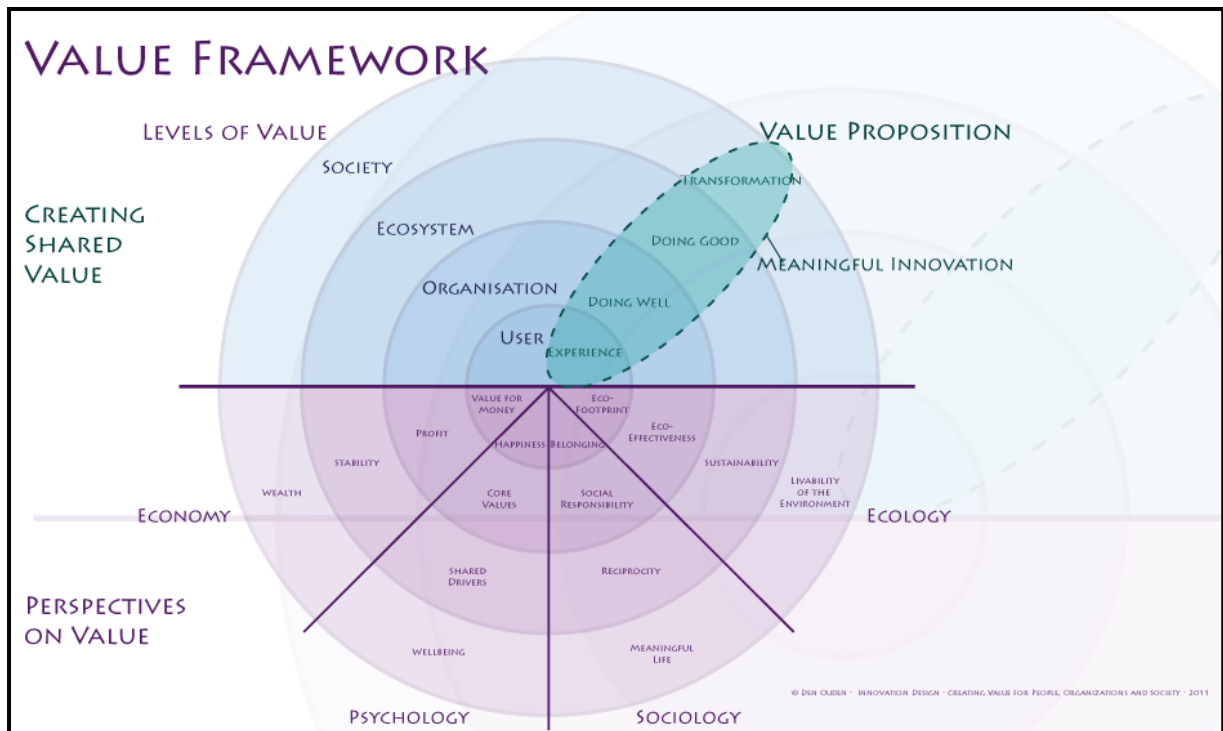 VALUE FRAMEWORK
LEVELS OF VALUE
VALUE PROPOSITION
SOCIETY
TRANSFORMATION
CREATING
SHARED
VALUE
ECOSYSTEM
DOING GOOD
MEANINGFUL INNOVATION
ORGANISATION
DOING WELL
USER
EXPERIENCE
VALUE FOR
MONEY
ECO-
FOOTPRINT
PROFIT
HAPPINESS
BELONGING
ECO-
EFFECTIVENESS
STABILITY
SUSTAINABILITY
WEALTH
CORE
VALUES
SOCIAL
RESPONSIBILITY
LIVABILITY
OF THE
ENVIRONMENT
ECONOMY
ECOLOGY
SHARED
DRIVERS
RECIPROCITY
PERSPECTIVES
ON VALUE
WELLBEING
MEANINGFUL
LIFE
© DEN OUDEN - INNOVATION DESIGN - CREATING VALUE FOR PEOPLE, ORGANIZATIONS AND SOCIETY - 2011
PSYCHOLOGY
SOCIOLOGY